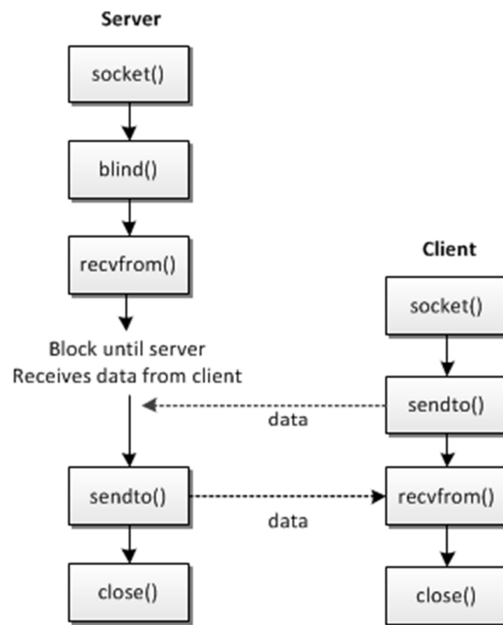 Server
socket()
blind()
recvfrom()
Block until server
Receives data from client
sendto()
close()
Client
socket()
sendto()
data
recvfrom()
data
close()